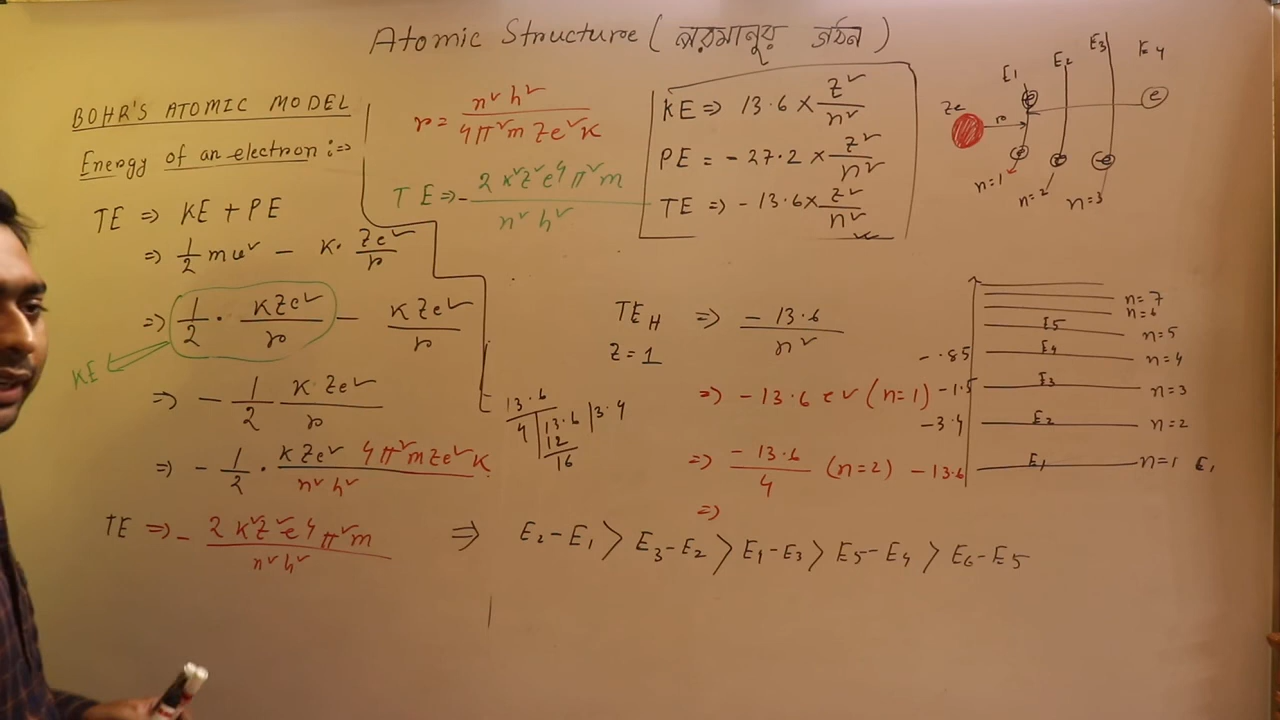 Atomic Structure (পরমানুর গঠন)
BOHR'S ATOMIC MODEL
Energy of an electron :=>
TE => KE + PE
=> 1/2 mu² - K. Ze²/r
=> 1/2 . KZe²/r - KZe²/r
KE
=> - 1/2 KZe²/r
=> - 1/2 . KZe² 4π²mZe²K / n²h²
TE => - 2K²Z²e⁴π²m / n²h²
r = n²h² / 4π²mZe²K
TE => - 2K²Z²e⁴π²m / n²h²
KE => 13.6 × Z²/n²
PE = - 27.2 × Z²/n²
TE => - 13.6 × Z²/n²
Ze r E1 E2 E3 E4
e e e e e
n=1 n=2 n=3
TE_H => - 13.6 / n²
Z = 1
=> - 13.6 ev (n=1)
=> - 13.6 / 4 (n=2)
=>
13.6 / 4
4 | 13.6 | 3.4
12
16
n=7
n=6
E5 n=5
-.85 E4 n=4
-1.5 E3 n=3
-3.4 E2 n=2
-13.6 E1 n=1 E1
=> E2-E1 > E3-E2 > E4-E3 > E5-E4 > E6-E5